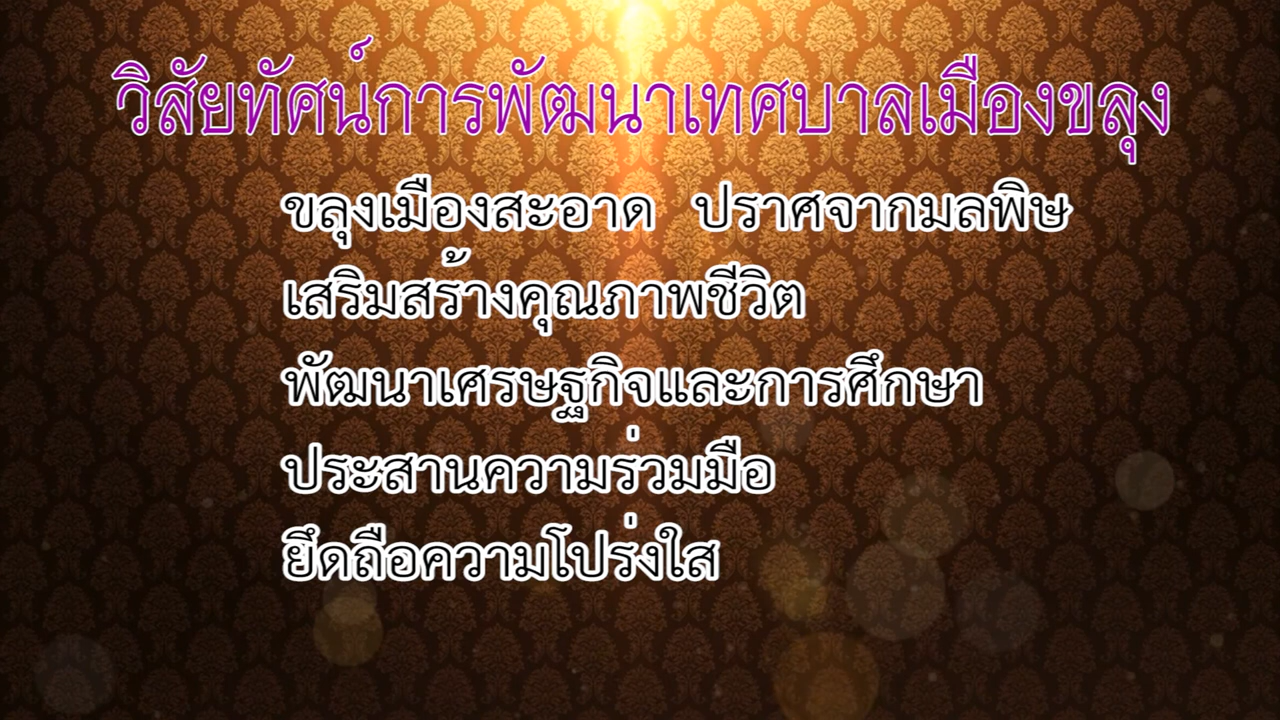 วิสัยทัศน์การพัฒนาเทศบาลเมืองขลุง
ขลุงเมืองสะอาด ปราศจากมลพิษ
เสริมสร้างคุณภาพชีวิต
พัฒนาเศรษฐกิจและการศึกษา
ประสานความร่วมมือ
ยึดถือความโปร่งใส